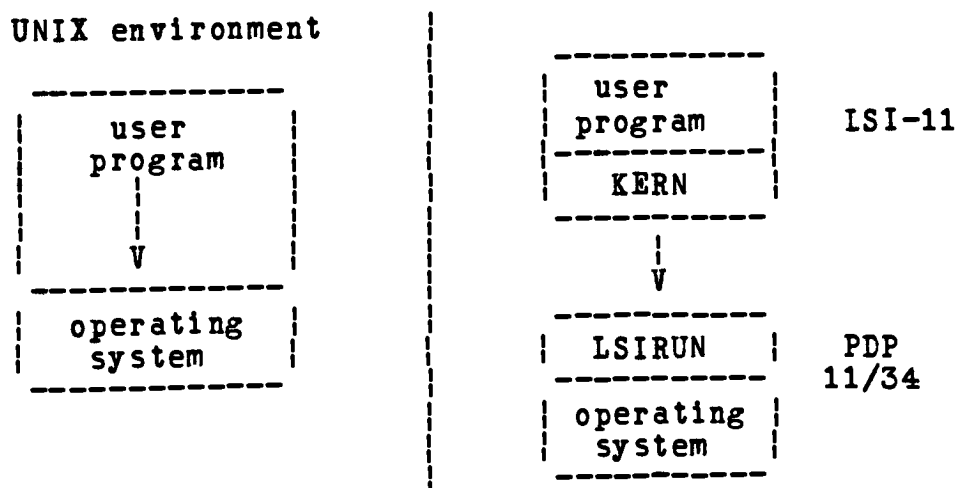 UNIX environment
user
program
V
operating
system
user
program
KERN
LSI-11
V
LSIRUN
PDP
11/34
operating
system